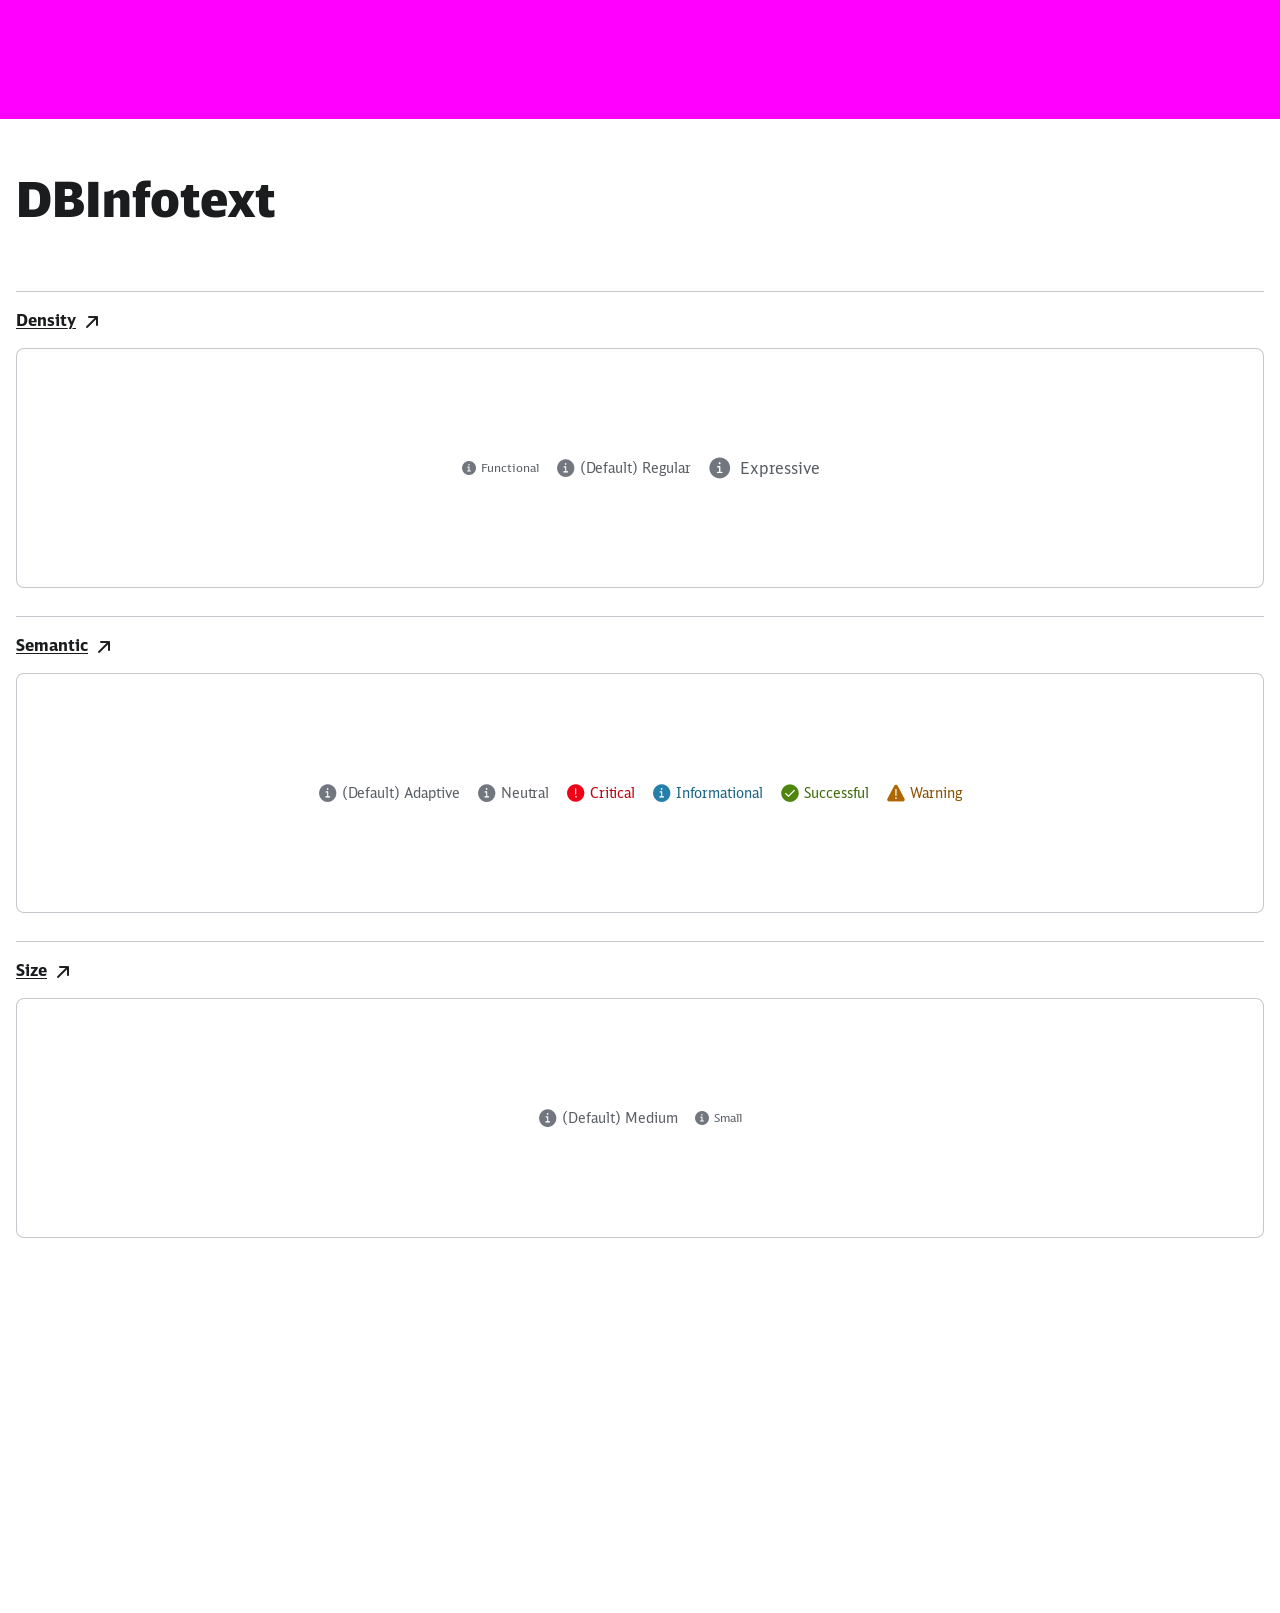 DBInfotext
Density
Functional (Default) Regular Expressive
Semantic
(Default) Adaptive Neutral Critical Informational Successful Warning
Size
(Default) Medium Small